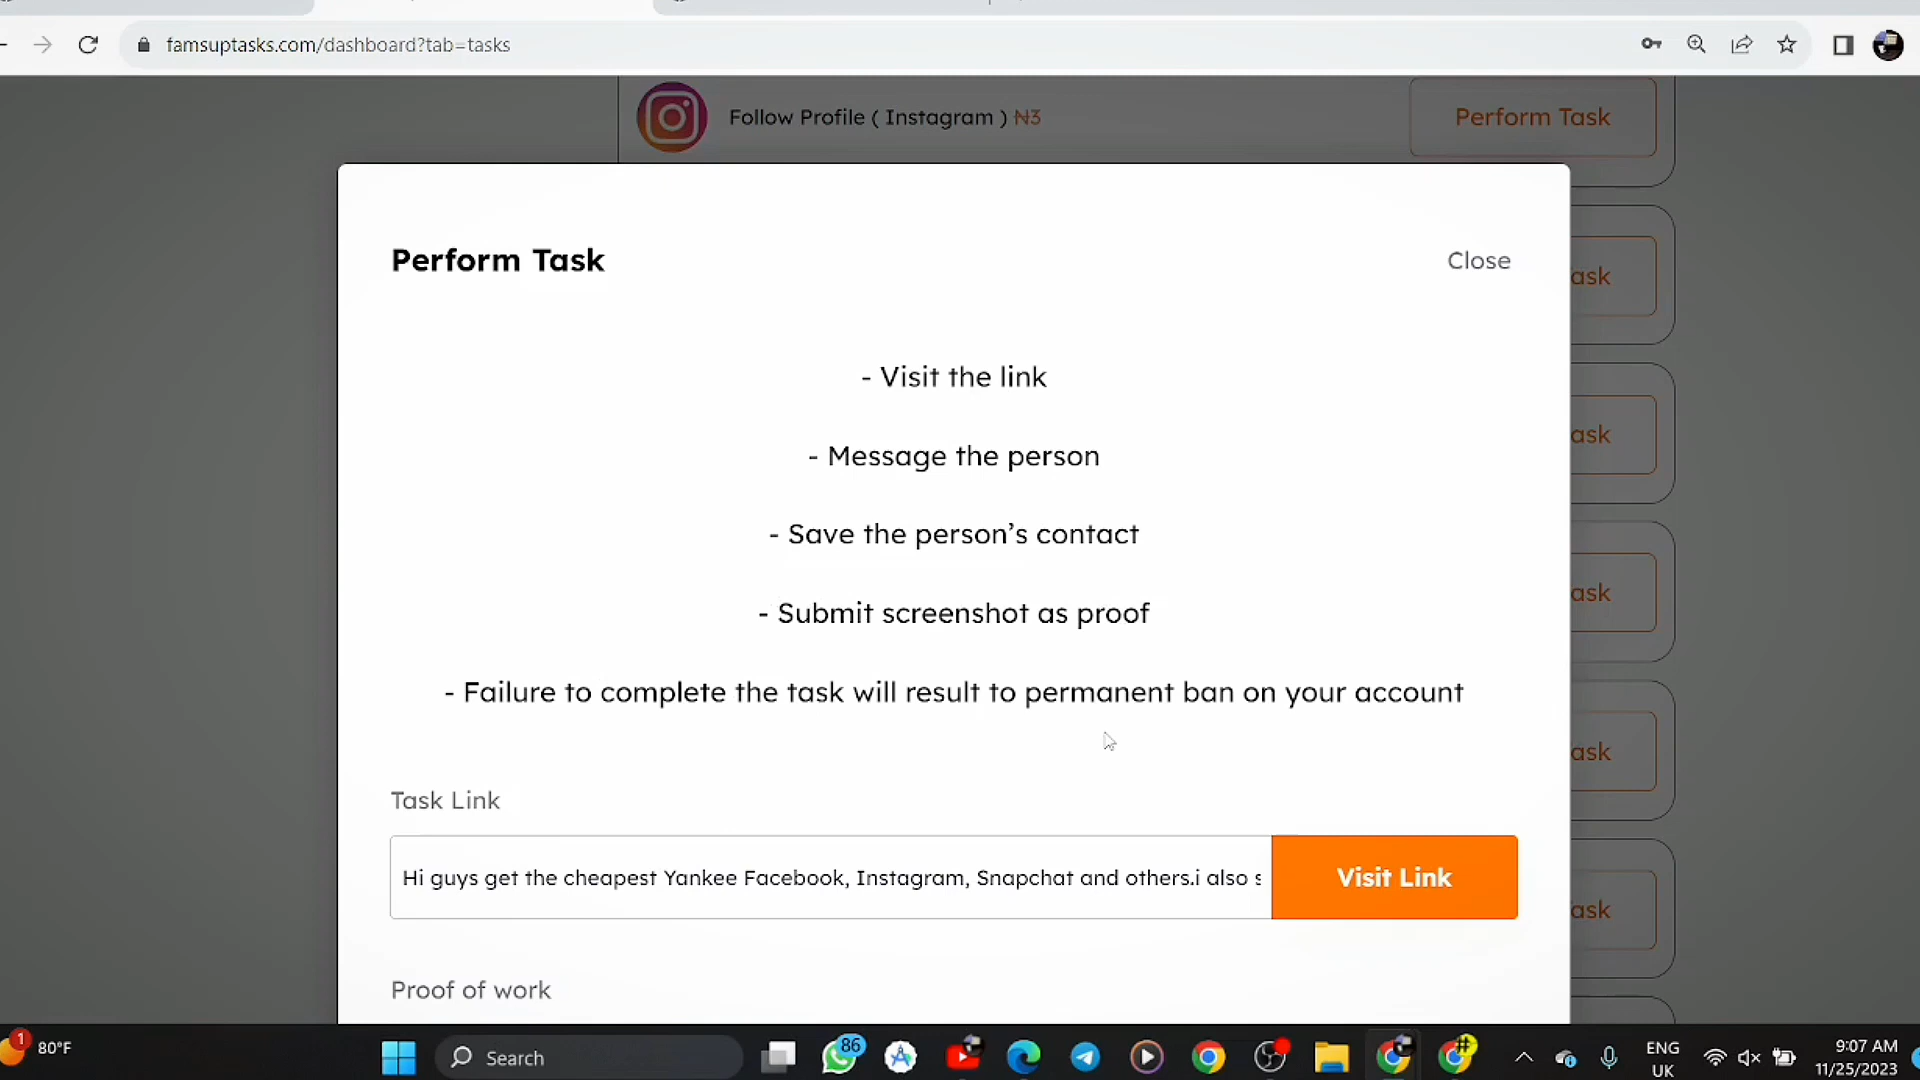 famsuptasks.com/dashboard?tab=tasks
Follow Profile ( Instagram ) ₦3
Perform Task
Perform Task
Close
- Visit the link
- Message the person
- Save the person’s contact
- Submit screenshot as proof
- Failure to complete the task will result to permanent ban on your account
Task Link
Hi guys get the cheapest Yankee Facebook, Instagram, Snapchat and others.i also s
Visit Link
Proof of work
ask
ask
ask
ask
ask
ask
1
80°F
Search
86
ENG
UK
9:07 AM
11/25/2023